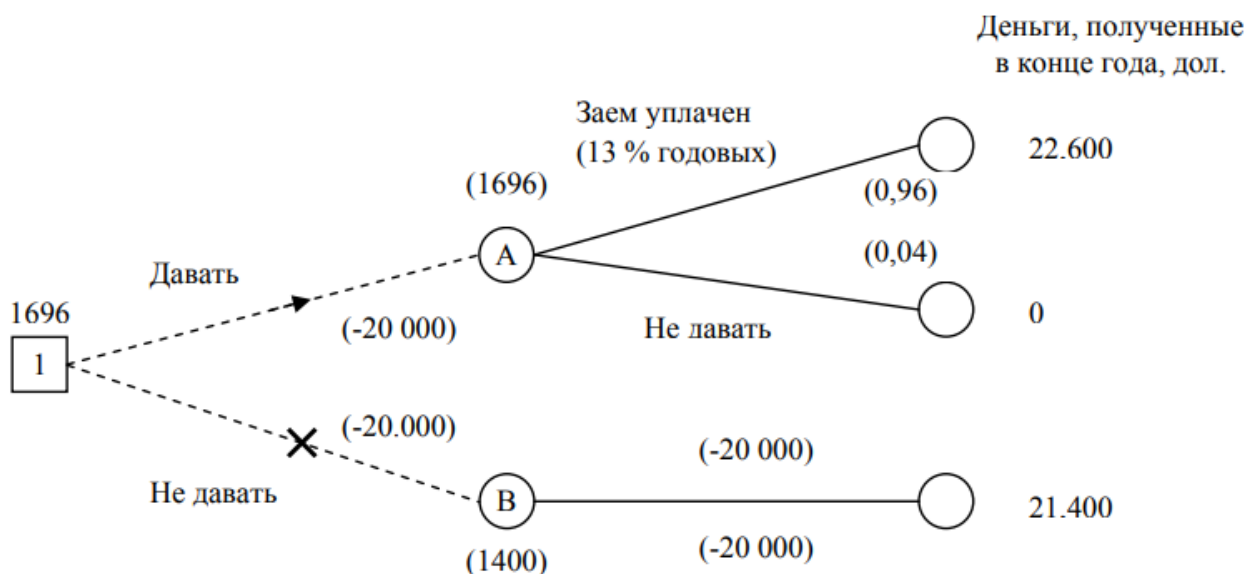 Деньги, полученные
в конце года, дол.
Заем уплачен
(13 % годовых)
22.600
(1696)
(0,96)
А
(0,04)
Давать
1696
(-20 000)
Не давать
0
1
(-20.000)
(-20 000)
Не давать
В
21.400
(1400)
(-20 000)